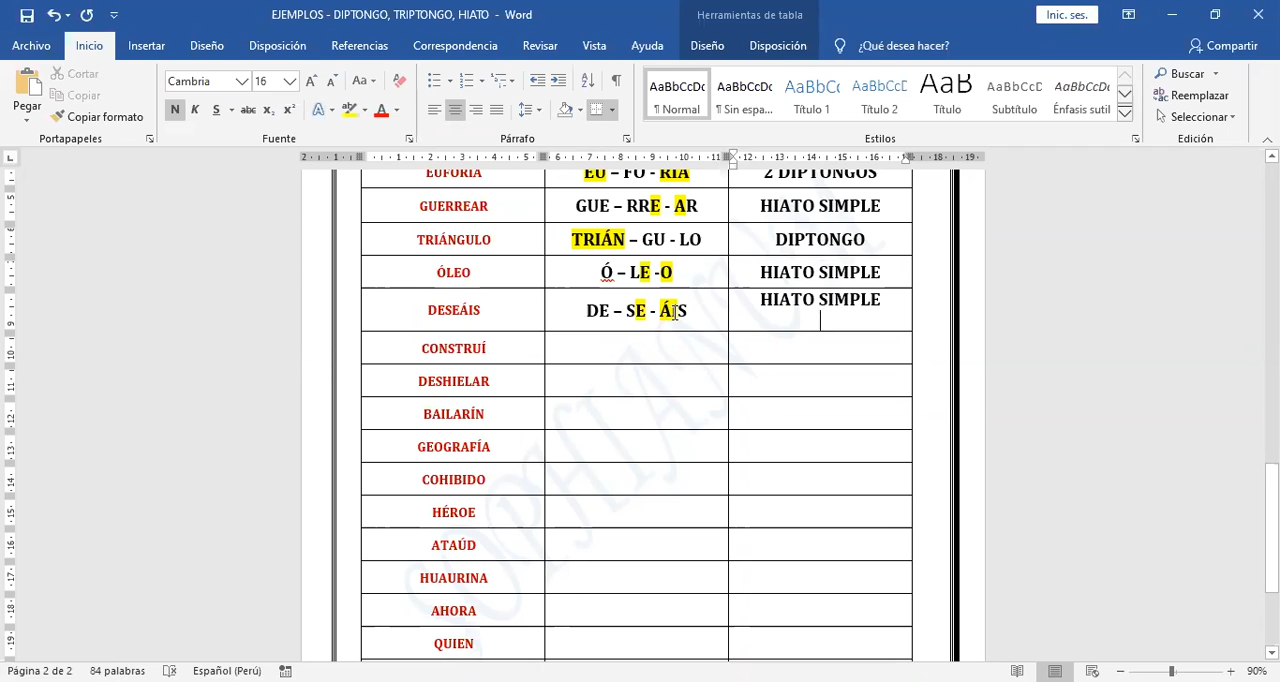 EJEMPLOS - DIPTONGO, TRIPTONGO, HIATO - Word
Herramientas de tabla
Inic. ses.
Archivo
Inicio
Insertar
Diseño
Disposición
Referencias
Correspondencia
Revisar
Vista
Ayuda
Diseño
Disposición
¿Qué desea hacer?
Compartir
Pegar
Cortar
Copiar
Copiar formato
Portapapeles
Cambria
16
Fuente
Párrafo
AaBbCcDc
¶ Normal
AaBbCcDc
¶ Sin espa...
AaBbCc
Título 1
AaBbCcD
Título 2
AaB
Título
AaBbCcD
Subtítulo
AaBbCcDt
Énfasis sutil
Estilos
Buscar
Reemplazar
Seleccionar
Edición
EUFORIA EU – FO - RIA 2 DIPTONGOS
GUERREAR GUE – RRE - AR HIATO SIMPLE
TRIÁNGULO TRIÁN – GU - LO DIPTONGO
ÓLEO Ó – LE -O HIATO SIMPLE
DESEÁIS DE – SE - ÁIS HIATO SIMPLE
CONSTRUÍ
DESHIELAR
BAILARÍN
GEOGRAFÍA
COHIBIDO
HÉROE
ATAÚD
HUAURINA
AHORA
QUIEN
Página 2 de 2
84 palabras
Español (Perú)
90%